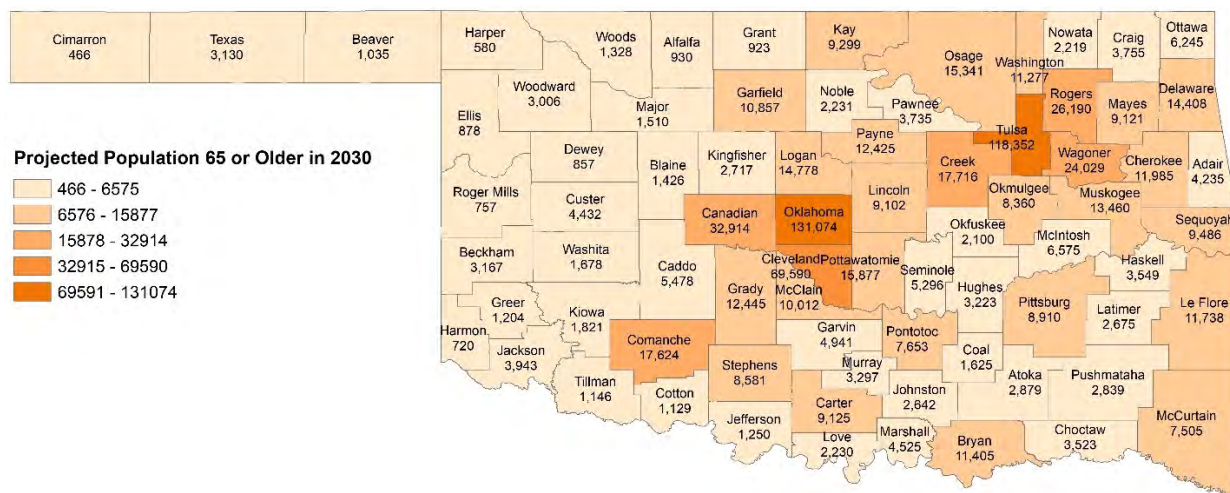 Cimarron
466
Texas
3,130
Beaver
1,035
Harper
580
Woods
1,328
Alfalfa
930
Grant
923
Kay
9,299
Osage
15,341
Washington
11,277
Nowata
2,219
Craig
3,755
Ottawa
6,245
Woodward
3,006
Ellis
878
Major
1,510
Garfield
10,857
Noble
2,231
Pawnee
3,735
Rogers
26,190
Mayes
9,121
Delaware
14,408
Projected Population 65 or Older in 2030
466 - 6575
6576 - 15877
15878 - 32914
32915 - 69590
69591 - 131074
Dewey
857
Blaine
1,426
Kingfisher
2,717
Logan
14,778
Payne
12,425
Creek
17,716
Tulsa
118,352
Wagoner
24,029
Cherokee
11,985
Adair
4,235
Roger Mills
757
Custer
4,432
Canadian
32,914
Oklahoma
131,074
Lincoln
9,102
Okmulgee
8,360
Muskogee
13,460
Sequoyah
9,486
Okfuskee
2,100
McIntosh
6,575
Haskell
3,549
Beckham
3,167
Washita
1,678
Caddo
5,478
Grady
12,445
Cleveland
69,590
McClain
10,012
Pottawatomie
15,877
Seminole
5,296
Hughes
3,223
Pittsburg
8,910
Latimer
2,675
Le Flore
11,738
Greer
1,204
Harmon
720
Jackson
3,943
Kiowa
1,821
Comanche
17,624
Tillman
1,146
Cotton
1,129
Stephens
8,581
Garvin
4,941
Murray
3,297
Pontotoc
7,653
Coal
1,625
Atoka
2,879
Pushmataha
2,839
McCurtain
7,505
Jefferson
1,250
Carter
9,125
Johnston
2,642
Love
2,230
Marshall
4,525
Bryan
11,405
Choctaw
3,523